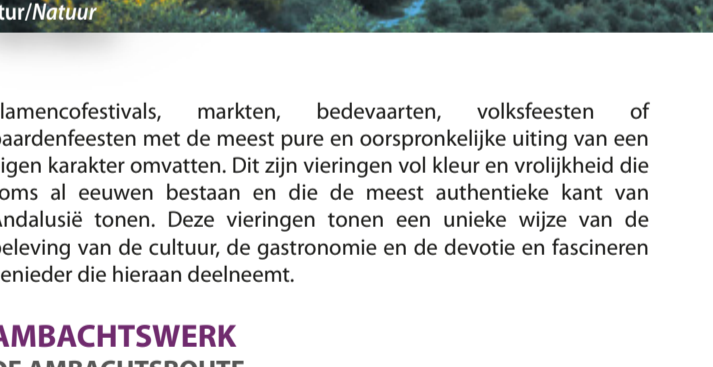 tur/Natuur
lamencofestivals, markten, bedevaarten, volksfeesten of
aardenfeesten met de meest pure en oorspronkelijke uiting van een
igen karakter omvatten. Dit zijn vieringen vol kleur en vrolijkheid die
oms al eeuwen bestaan en die de meest authentieke kant van
Andalusië tonen. Deze vieringen tonen een unieke wijze van de
beleving van de cultuur, de gastronomie en de devotie en fascineren
enieder die hieraan deelneemt.
AMBACHTSWERK
DE AMBACHTSROUTE